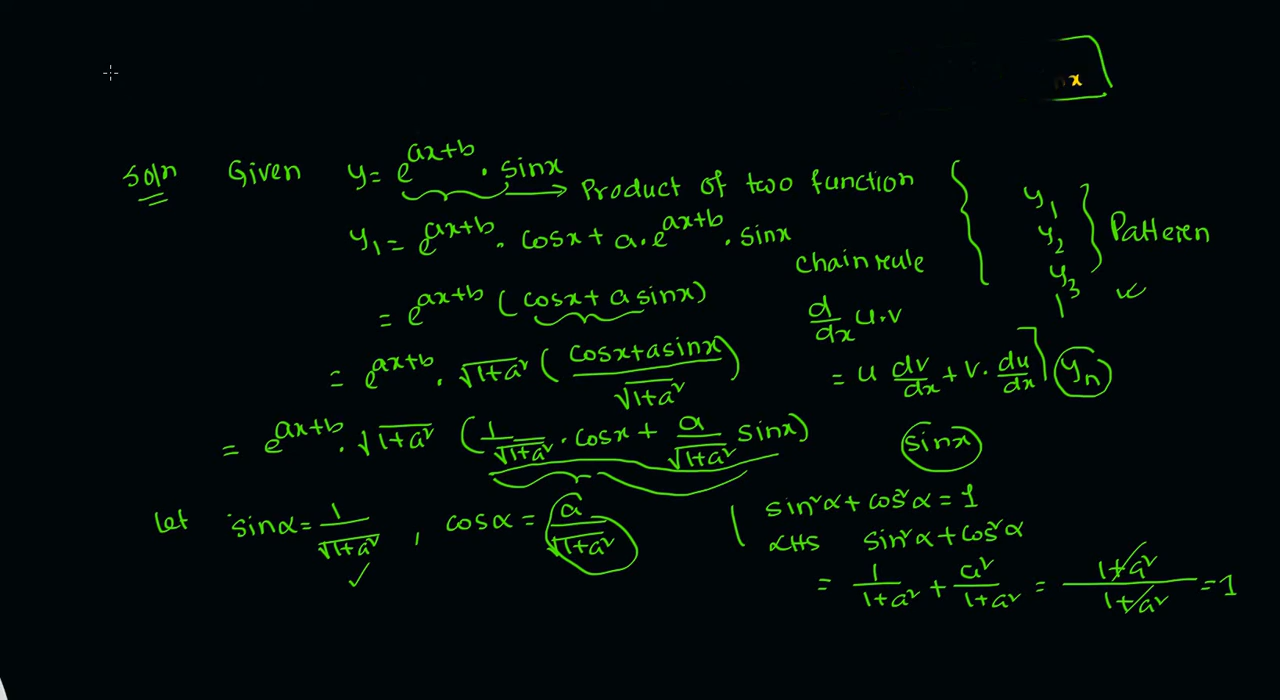 x
Soln Given y = e^{ax+b} · sinx → Product of two function
y₁ = e^{ax+b} · cosx + a·e^{ax+b} · sinx
= e^{ax+b} (cosx + a sinx)
= e^{ax+b} · √1+a² (cosx+asinx / √1+a²)
= e^{ax+b} · √1+a² (1/√1+a² · cosx + a/√1+a² sinx)
Let sinα = 1/√1+a² , cosα = a/√1+a²
✓
chain rule
d/dx u·v
= u dv/dx + v · du/dx
y₁
y₂
y₃
yₙ
sinx
sin²α + cos²α = 1
LHS sin²α + cos²α
= 1/1+a² + a²/1+a² = 1+a²/1+a² = 1